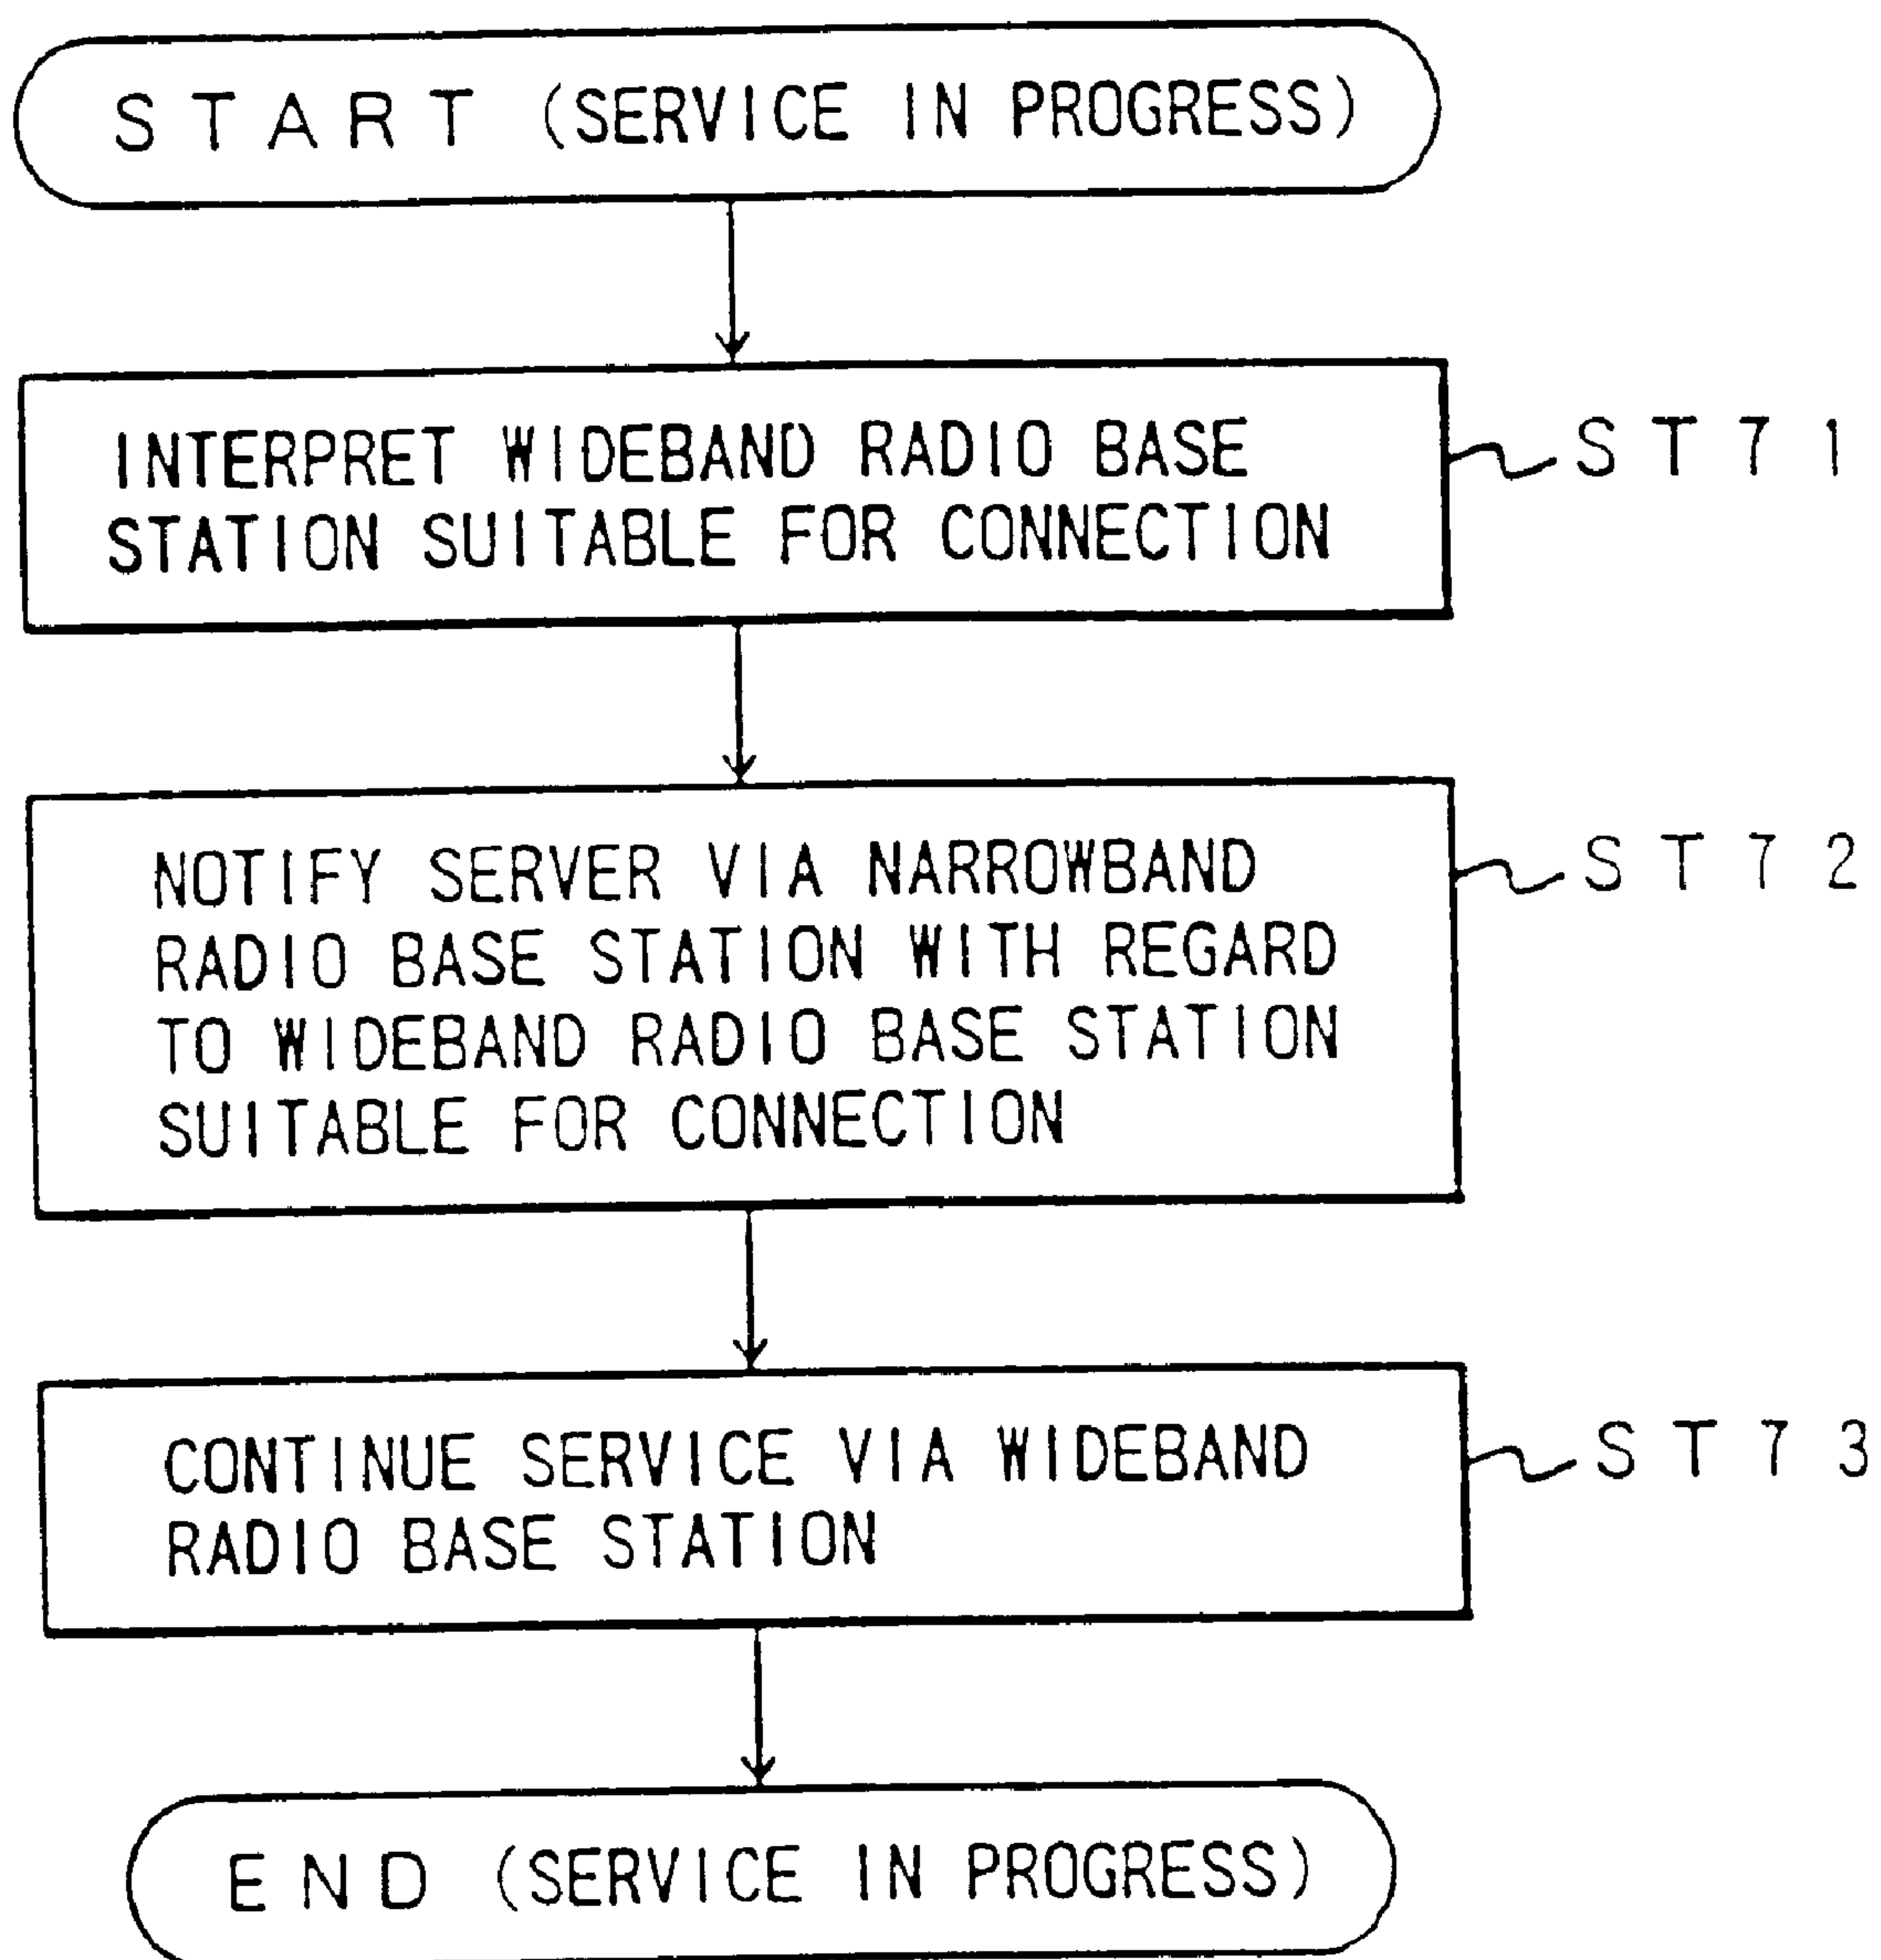 START (SERVICE IN PROGRESS)
INTERPRET WIDEBAND RADIO BASE
STATION SUITABLE FOR CONNECTION
ST71
NOTIFY SERVER VIA NARROWBAND
RADIO BASE STATION WITH REGARD
TO WIDEBAND RADIO BASE STATION
SUITABLE FOR CONNECTION
ST72
CONTINUE SERVICE VIA WIDEBAND
RADIO BASE STATION
ST73
END (SERVICE IN PROGRESS)